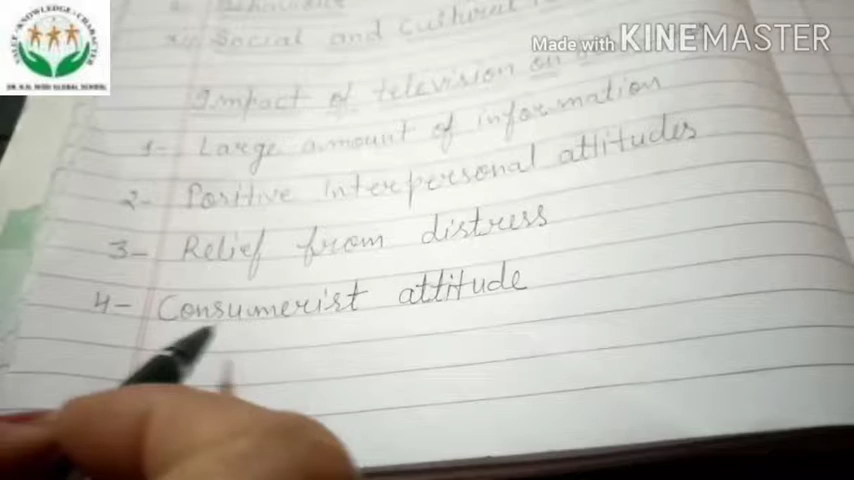 Social and Cultural
Made with KINEMASTER
Impact of television on
1- Large amount of information
2- Positive interpersonal attitudes
3- Relief from distress
4- Consumerist attitude